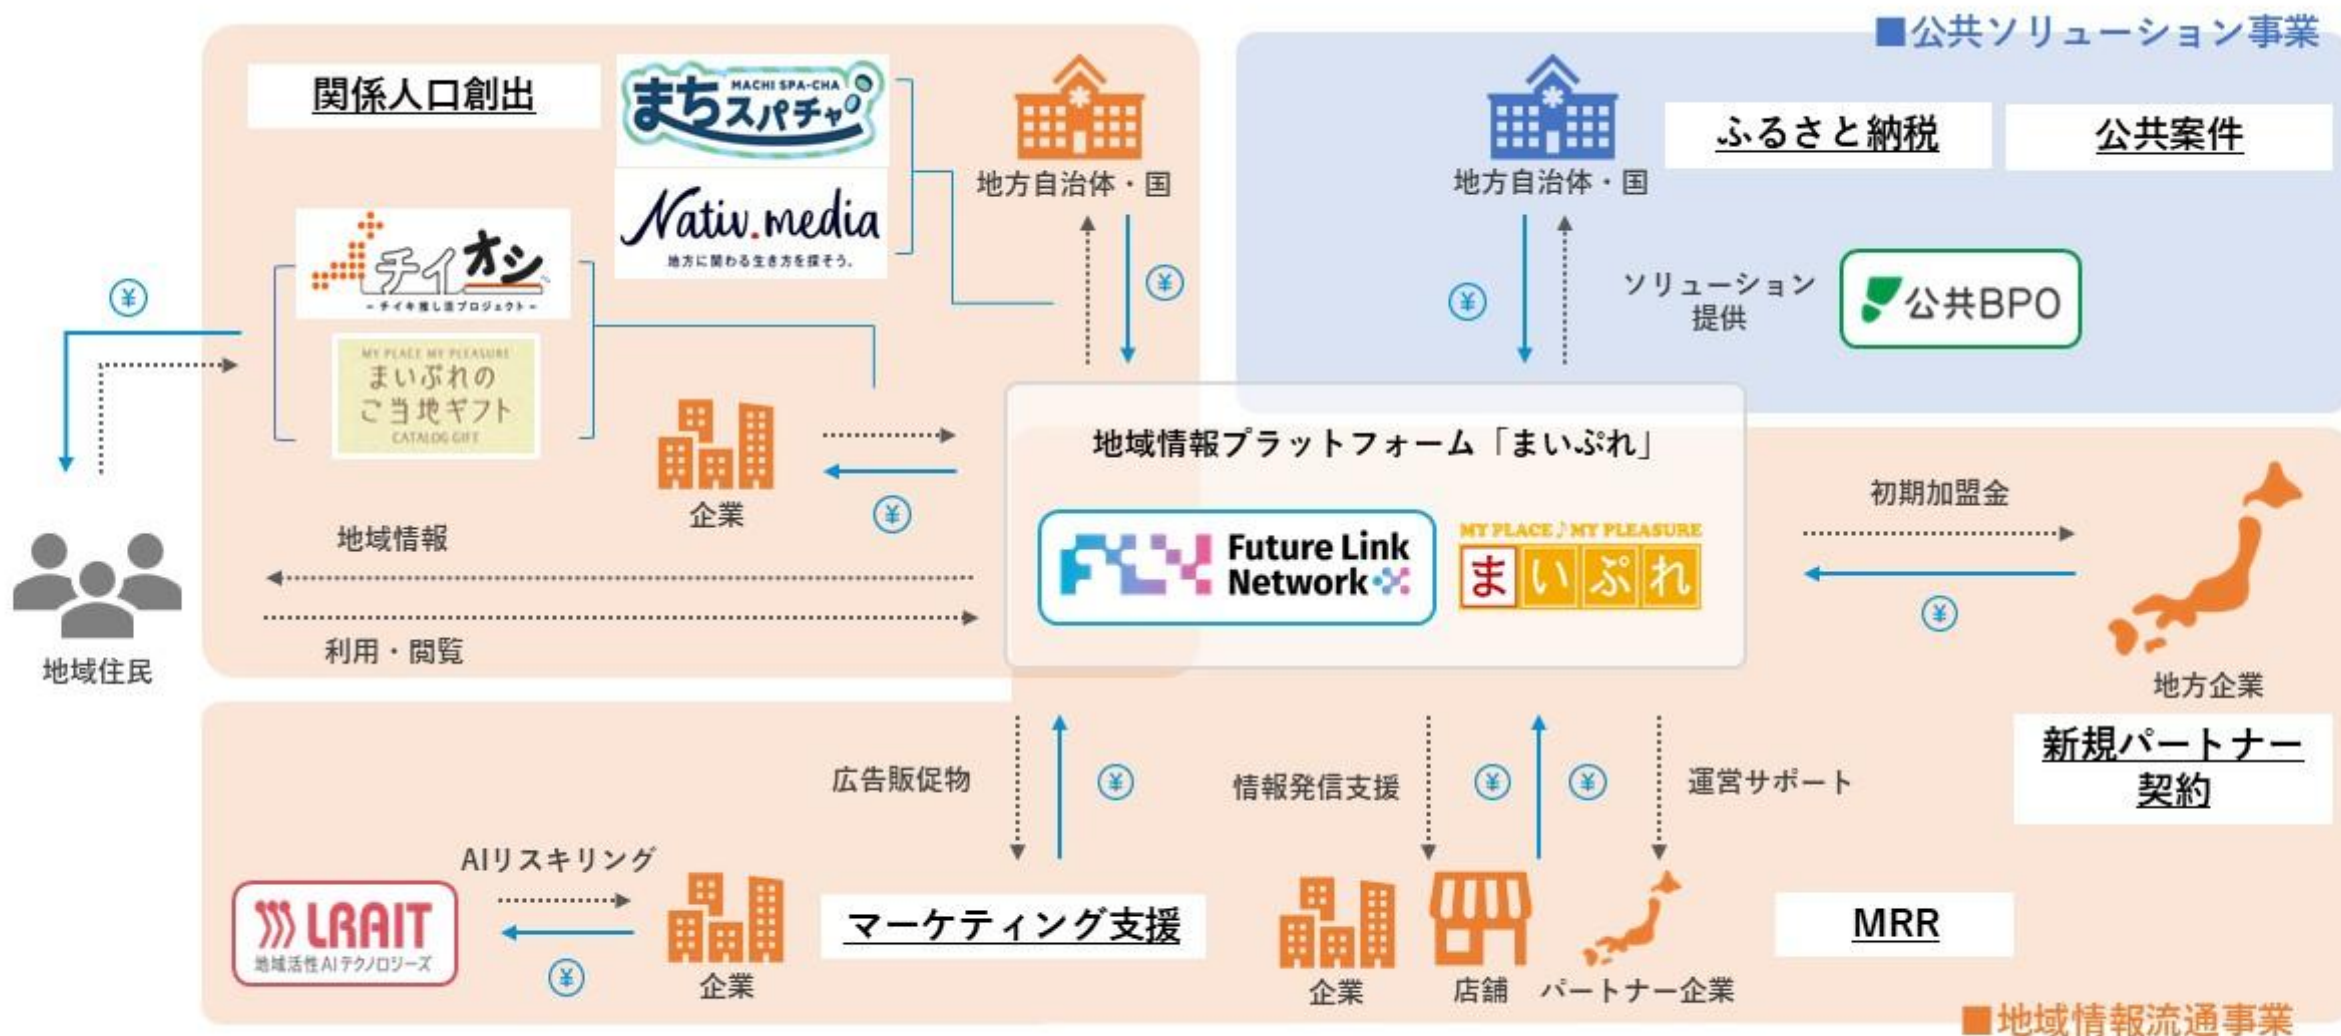 ■公共ソリューション事業
関係人口創出
まちスパチャ
MACHI SPA-CHA
Nativ.media
地方に関わる生き方を探そう。
地方自治体・国
¥
地方自治体・国
ふるさと納税
公共案件
¥
ソリューション
提供
公共BPO
¥
チイオシ
－チイキ推し活プロジェクト－
MY PLACE MY PLEASURE
まいぷれの
ご当地ギフト
CATALOG GIFT
企業
¥
地域情報
利用・閲覧
地域住民
地域情報プラットフォーム「まいぷれ」
Future Link
Network
MY PLACE♪MY PLEASURE
まいぷれ
初期加盟金
¥
地方企業
新規パートナー
契約
広告販促物
¥
情報発信支援
¥
¥
運営サポート
LRAIT
地域活性AIテクノロジーズ
AIリスキリング
¥
企業
マーケティング支援
企業
店舗
パートナー企業
MRR
■地域情報流通事業